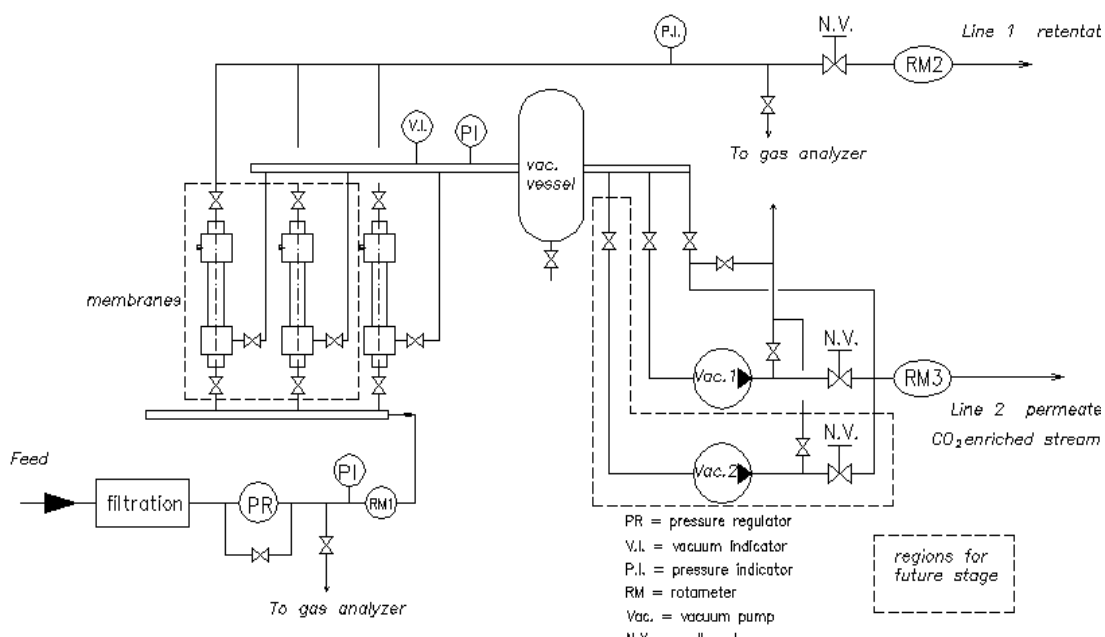 N.V.
Line 1 retentat
P.I.
RM2
V.I.
PI
vac.
vessel
To gas analyzer
membranes
N.V.
Vac.1
RM3
Line 2 permeate
CO2 enriched stream
N.V.
Vac.2
Feed
PI
filtration
PR
RM1
To gas analyzer
PR = pressure regulator
V.I. = vacuum indicator
P.I. = pressure indicator
RM = rotameter
Vac. = vacuum pump
regions for
future stage